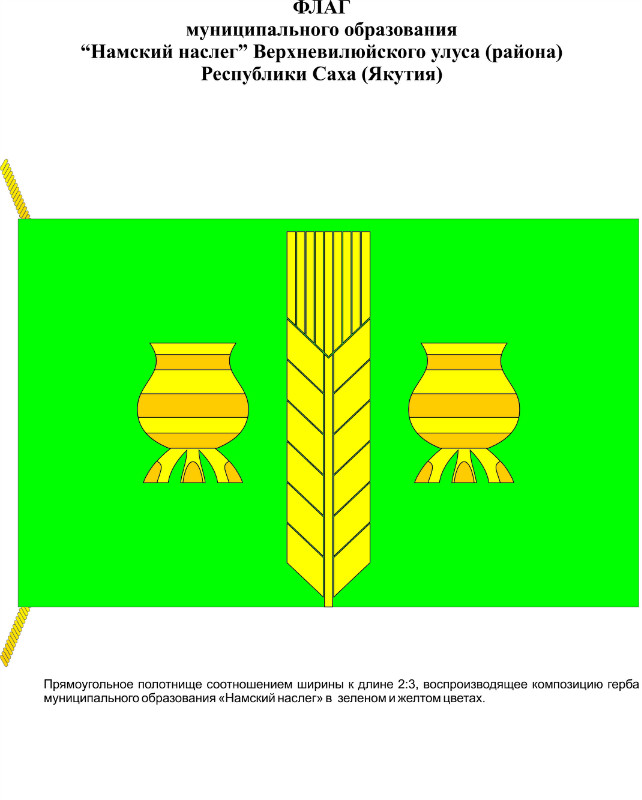 ФЛАГ
муниципального образования
“Намский наслег” Верхневилюйского улуса (района)
Республики Саха (Якутия)
Прямоугольное полотнище соотношением ширины к длине 2:3, воспроизводящее композицию герба
муниципального образования «Намский наслег» в зеленом и желтом цветах.